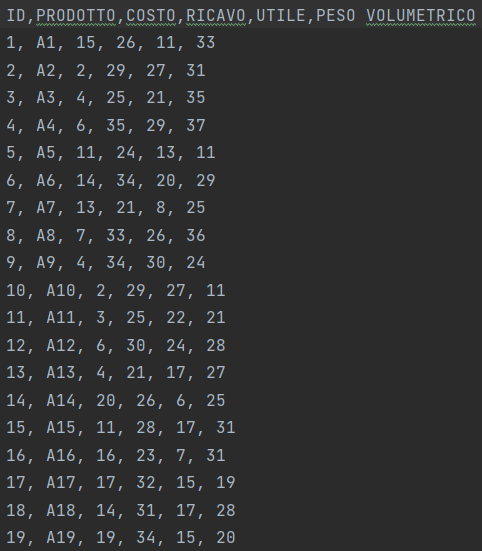 ID,PRODOTTO,COSTO,RICAVO,UTILE,PESO VOLUMETRICO
1, A1, 15, 26, 11, 33
2, A2, 2, 29, 27, 31
3, A3, 4, 25, 21, 35
4, A4, 6, 35, 29, 37
5, A5, 11, 24, 13, 11
6, A6, 14, 34, 20, 29
7, A7, 13, 21, 8, 25
8, A8, 7, 33, 26, 36
9, A9, 4, 34, 30, 24
10, A10, 2, 29, 27, 11
11, A11, 3, 25, 22, 21
12, A12, 6, 30, 24, 28
13, A13, 4, 21, 17, 27
14, A14, 20, 26, 6, 25
15, A15, 11, 28, 17, 31
16, A16, 16, 23, 7, 31
17, A17, 17, 32, 15, 19
18, A18, 14, 31, 17, 28
19, A19, 19, 34, 15, 20